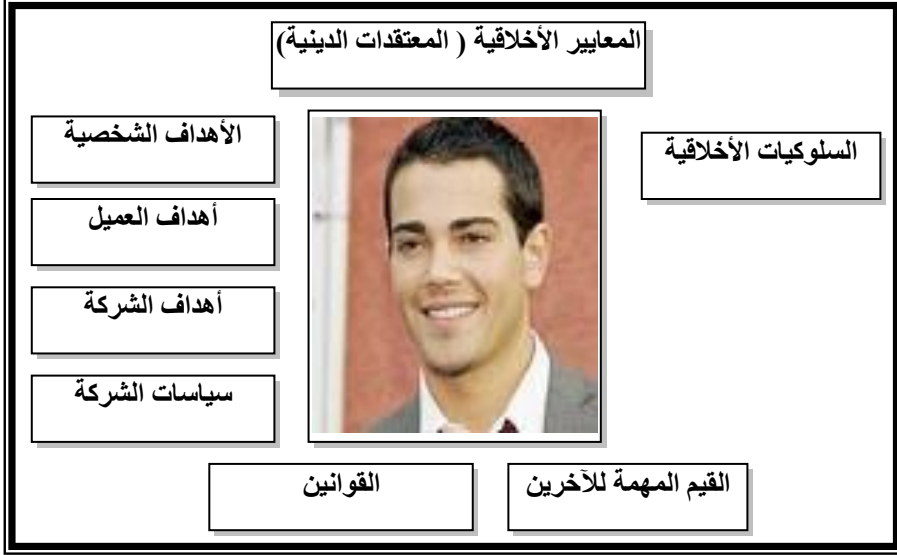 المعايير الأخلاقية ( المعتقدات الدينية)
الأهداف الشخصية
السلوكيات الأخلاقية
أهداف العميل
أهداف الشركة
سياسات الشركة
القيم المهمة للآخرين
القوانين